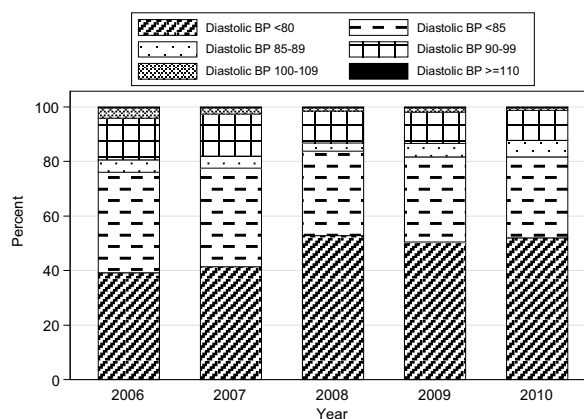 Diastolic BP <80 Diastolic BP <85
Diastolic BP 85-89 Diastolic BP 90-99
Diastolic BP 100-109 Diastolic BP >=110
100
80
60
40
20
0
Percent
2006 2007 2008 2009 2010
Year